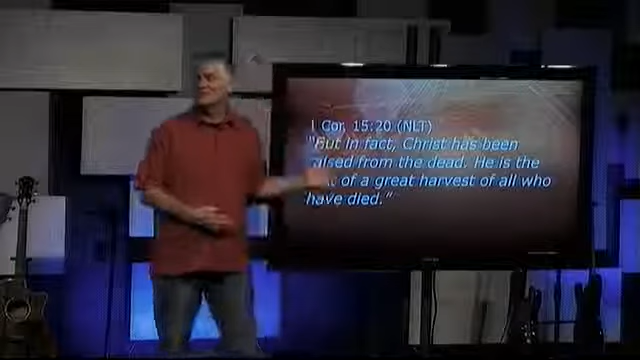 I Cor. 15:20 (NLT)
"But in fact, Christ has been
raised from the dead. He is the
of a great harvest of all who
have died."